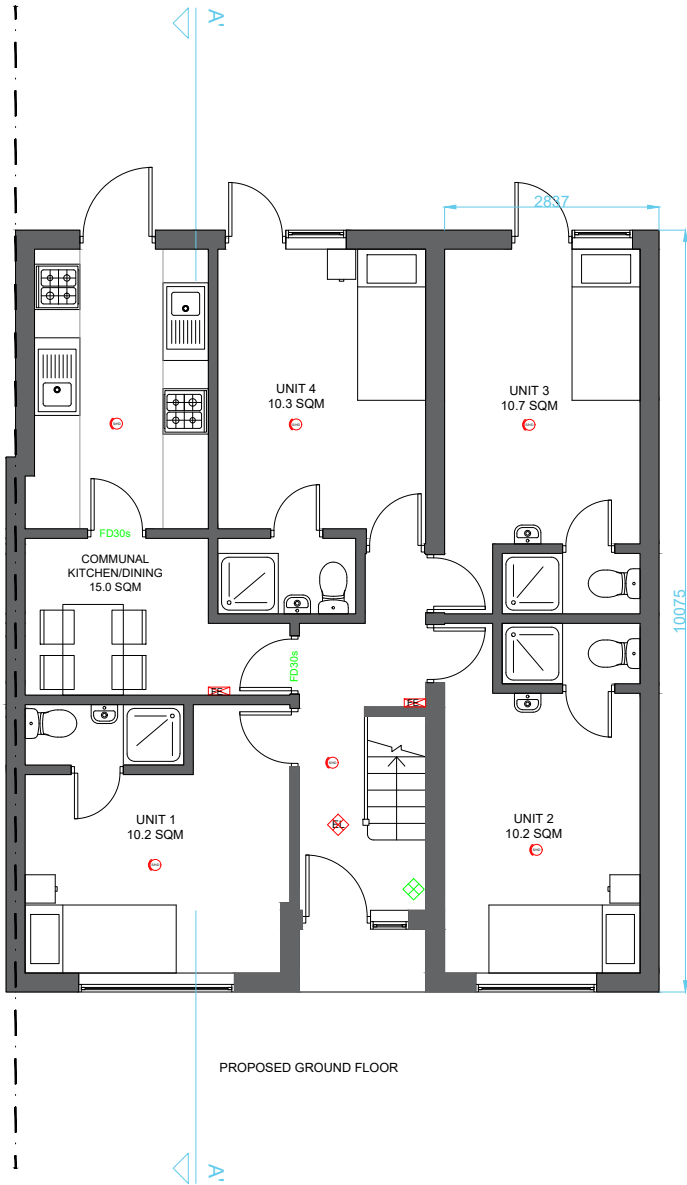 A'
2837
UNIT 4
10.3 SQM
UNIT 3
10.7 SQM
FD30s
COMMUNAL
KITCHEN/DINING
15.0 SQM
10075
FD30s
FE
FE
UNIT 1
10.2 SQM
EL
UNIT 2
10.2 SQM
PROPOSED GROUND FLOOR
A'